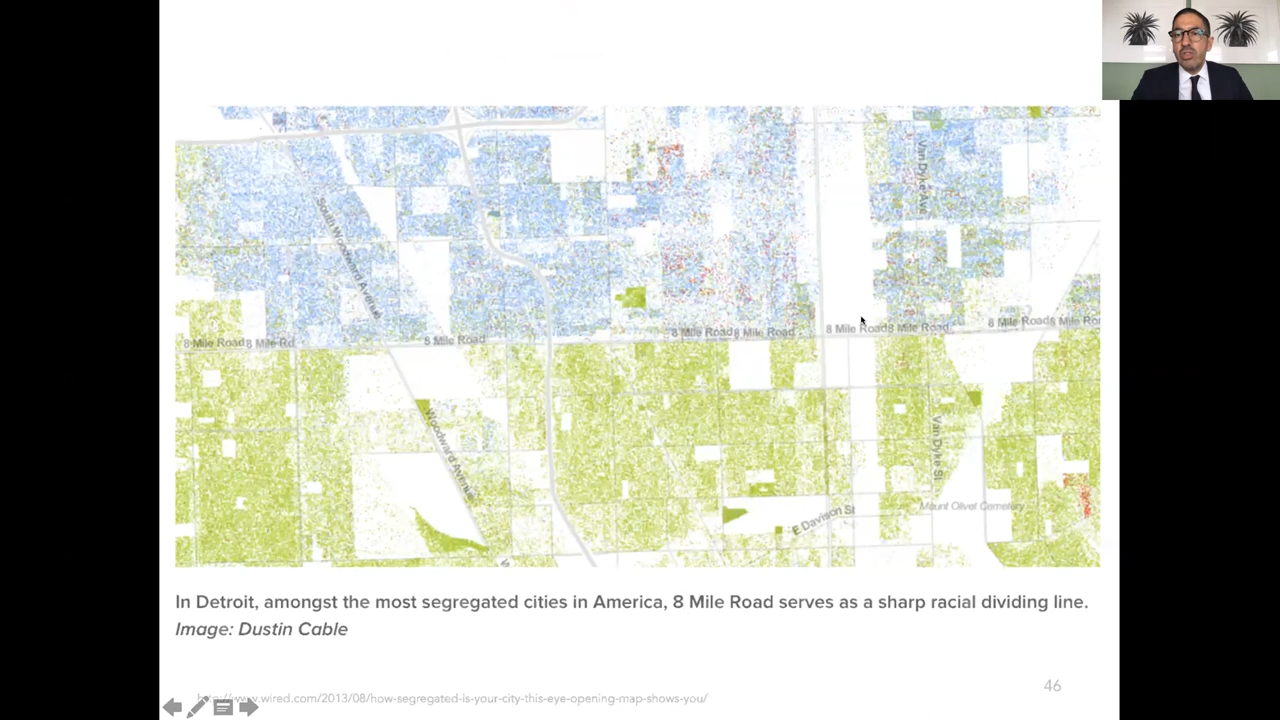 Van Dyke Ave
South Woodward Avenue
8 Mile Road 8 Mile Rd
8 Mile Road
8 Mile Road 8 Mile Road
8 Mile Road 8 Mile Road
8 Mile Road 8 Mile Roa
Woodward Avenue
Van Dyke St
E Davison St
Mount Olivet Cemetery
W
In Detroit, amongst the most segregated cities in America, 8 Mile Road serves as a sharp racial dividing line.
Image: Dustin Cable
http://www.wired.com/2013/08/how-segregated-is-your-city-this-eye-opening-map-shows-you/
46